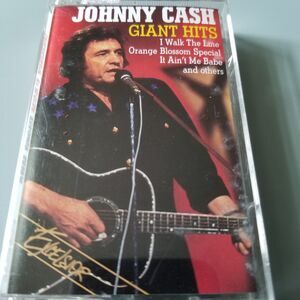 JOHNNY CASH
GIANT HITS
I Walk The Line
Orange Blossom Special
It Ain't Me Babe
and others
Excelsior